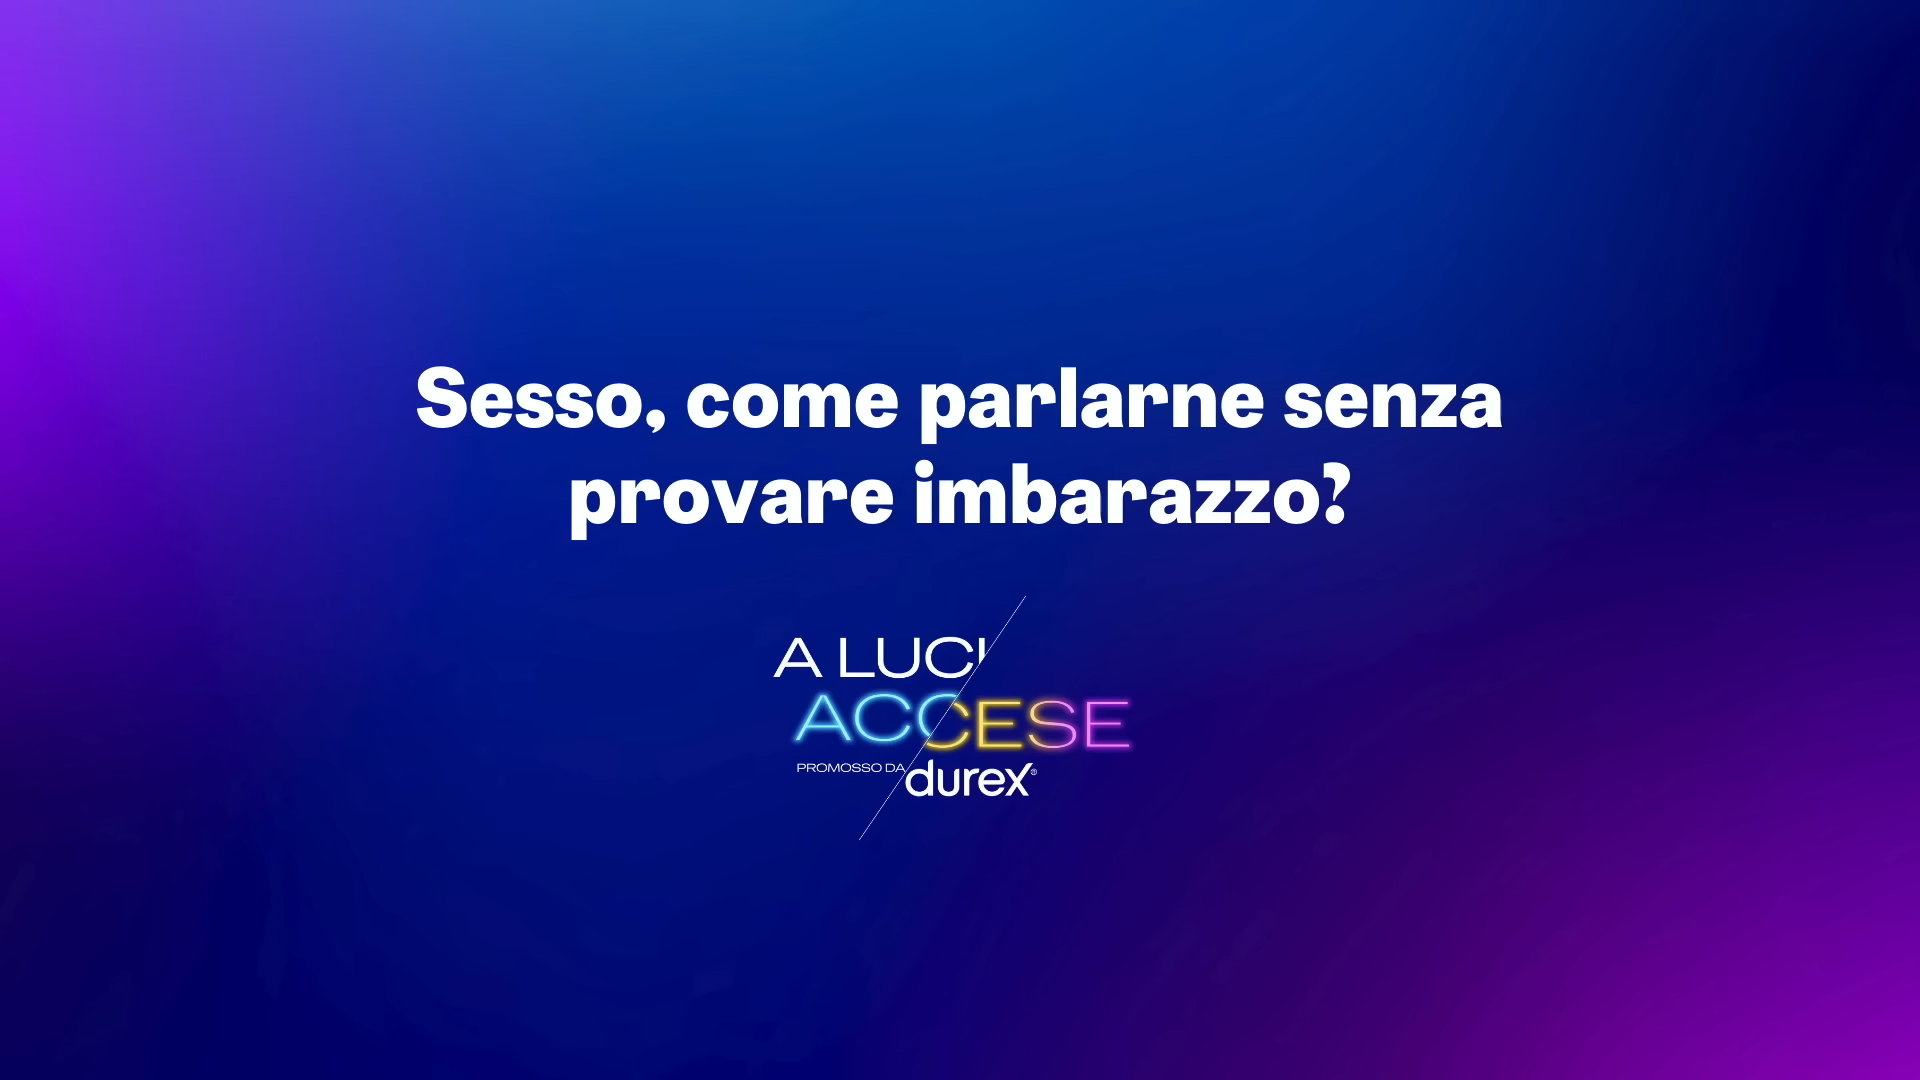 Sesso, come parlarne senza
provare imbarazzo?
A LUCI
ACCESE
PROMOSSO DA durex®